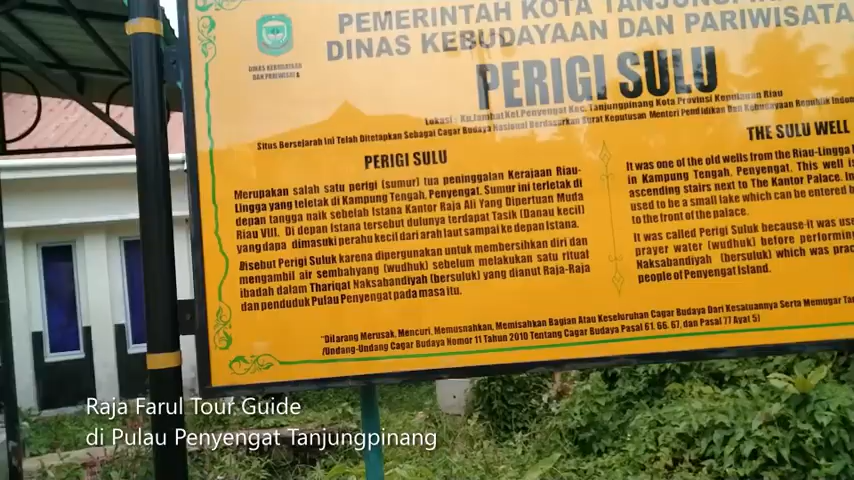 PEMERINTAH KOTA TANJUNGPINANG
DINAS KEBUDAYAAN DAN PARIWISATA
DINAS KEBUDAYAAN
DAN PARIWISATA
PERIGI SULU
Lokasi : Kp.Jambat Kel.Penyengat Kec. Tanjungpinang Kota Provinsi Kepulauan Riau
Situs Bersejarah Ini Telah Ditetapkan Sebagai Cagar Budaya Nasional Berdasarkan Surat Keputusan Menteri Pendidikan Dan Kebudayaan Republik Indon
PERIGI SULU
Merupakan salah satu perigi (sumur) tua peninggalan Kerajaan Riau-
Lingga yang teletak di Kampung Tengah, Penyengat. Sumur ini terletak di
depan tangga naik sebelah Istana Kantor Raja Ali Yang Dipertuan Muda
Riau VIII. Di depan Istana tersebut dulunya terdapat Tasik (Danau kecil)
yang dapa dimasuki perahu kecil dari arah laut sampai ke depan Istana.
Disebut Perigi Suluk karena dipergunakan untuk membersihkan diri dan
mengambil air sembahyang (wudhuk) sebelum melakukan satu ritual
ibadah dalam Thariqat Naksabandiyah (bersuluk) yang dianut Raja-Raja
dan penduduk Pulau Penyengat pada masa itu.
THE SULU WELL
It was one of the old wells from the Riau-Lingga
in Kampung Tengah, Penyengat. This well is
ascending stairs next to The Kantor Palace. In
used to be a small lake which can be entered b
to the front of the palace.
It was called Perigi Suluk because it was use
prayer water (wudhuk) before performing
Naksabandiyah (bersuluk) which was prac
people of Penyengat Island.
"Dilarang Merusak, Mencuri, Memusnahkan, Memisahkan Bagian Atau Keseluruhan Cagar Budaya Dari Kesatuannya Serta Memugar Tan
/Undang-Undang Cagar Budaya Nomor 11 Tahun 2010 Tentang Cagar Budaya Pasal 61, 66, 67, dan Pasal 77 Ayat 5)
Raja Farul Tour Guide
di Pulau Penyengat Tanjungpinang